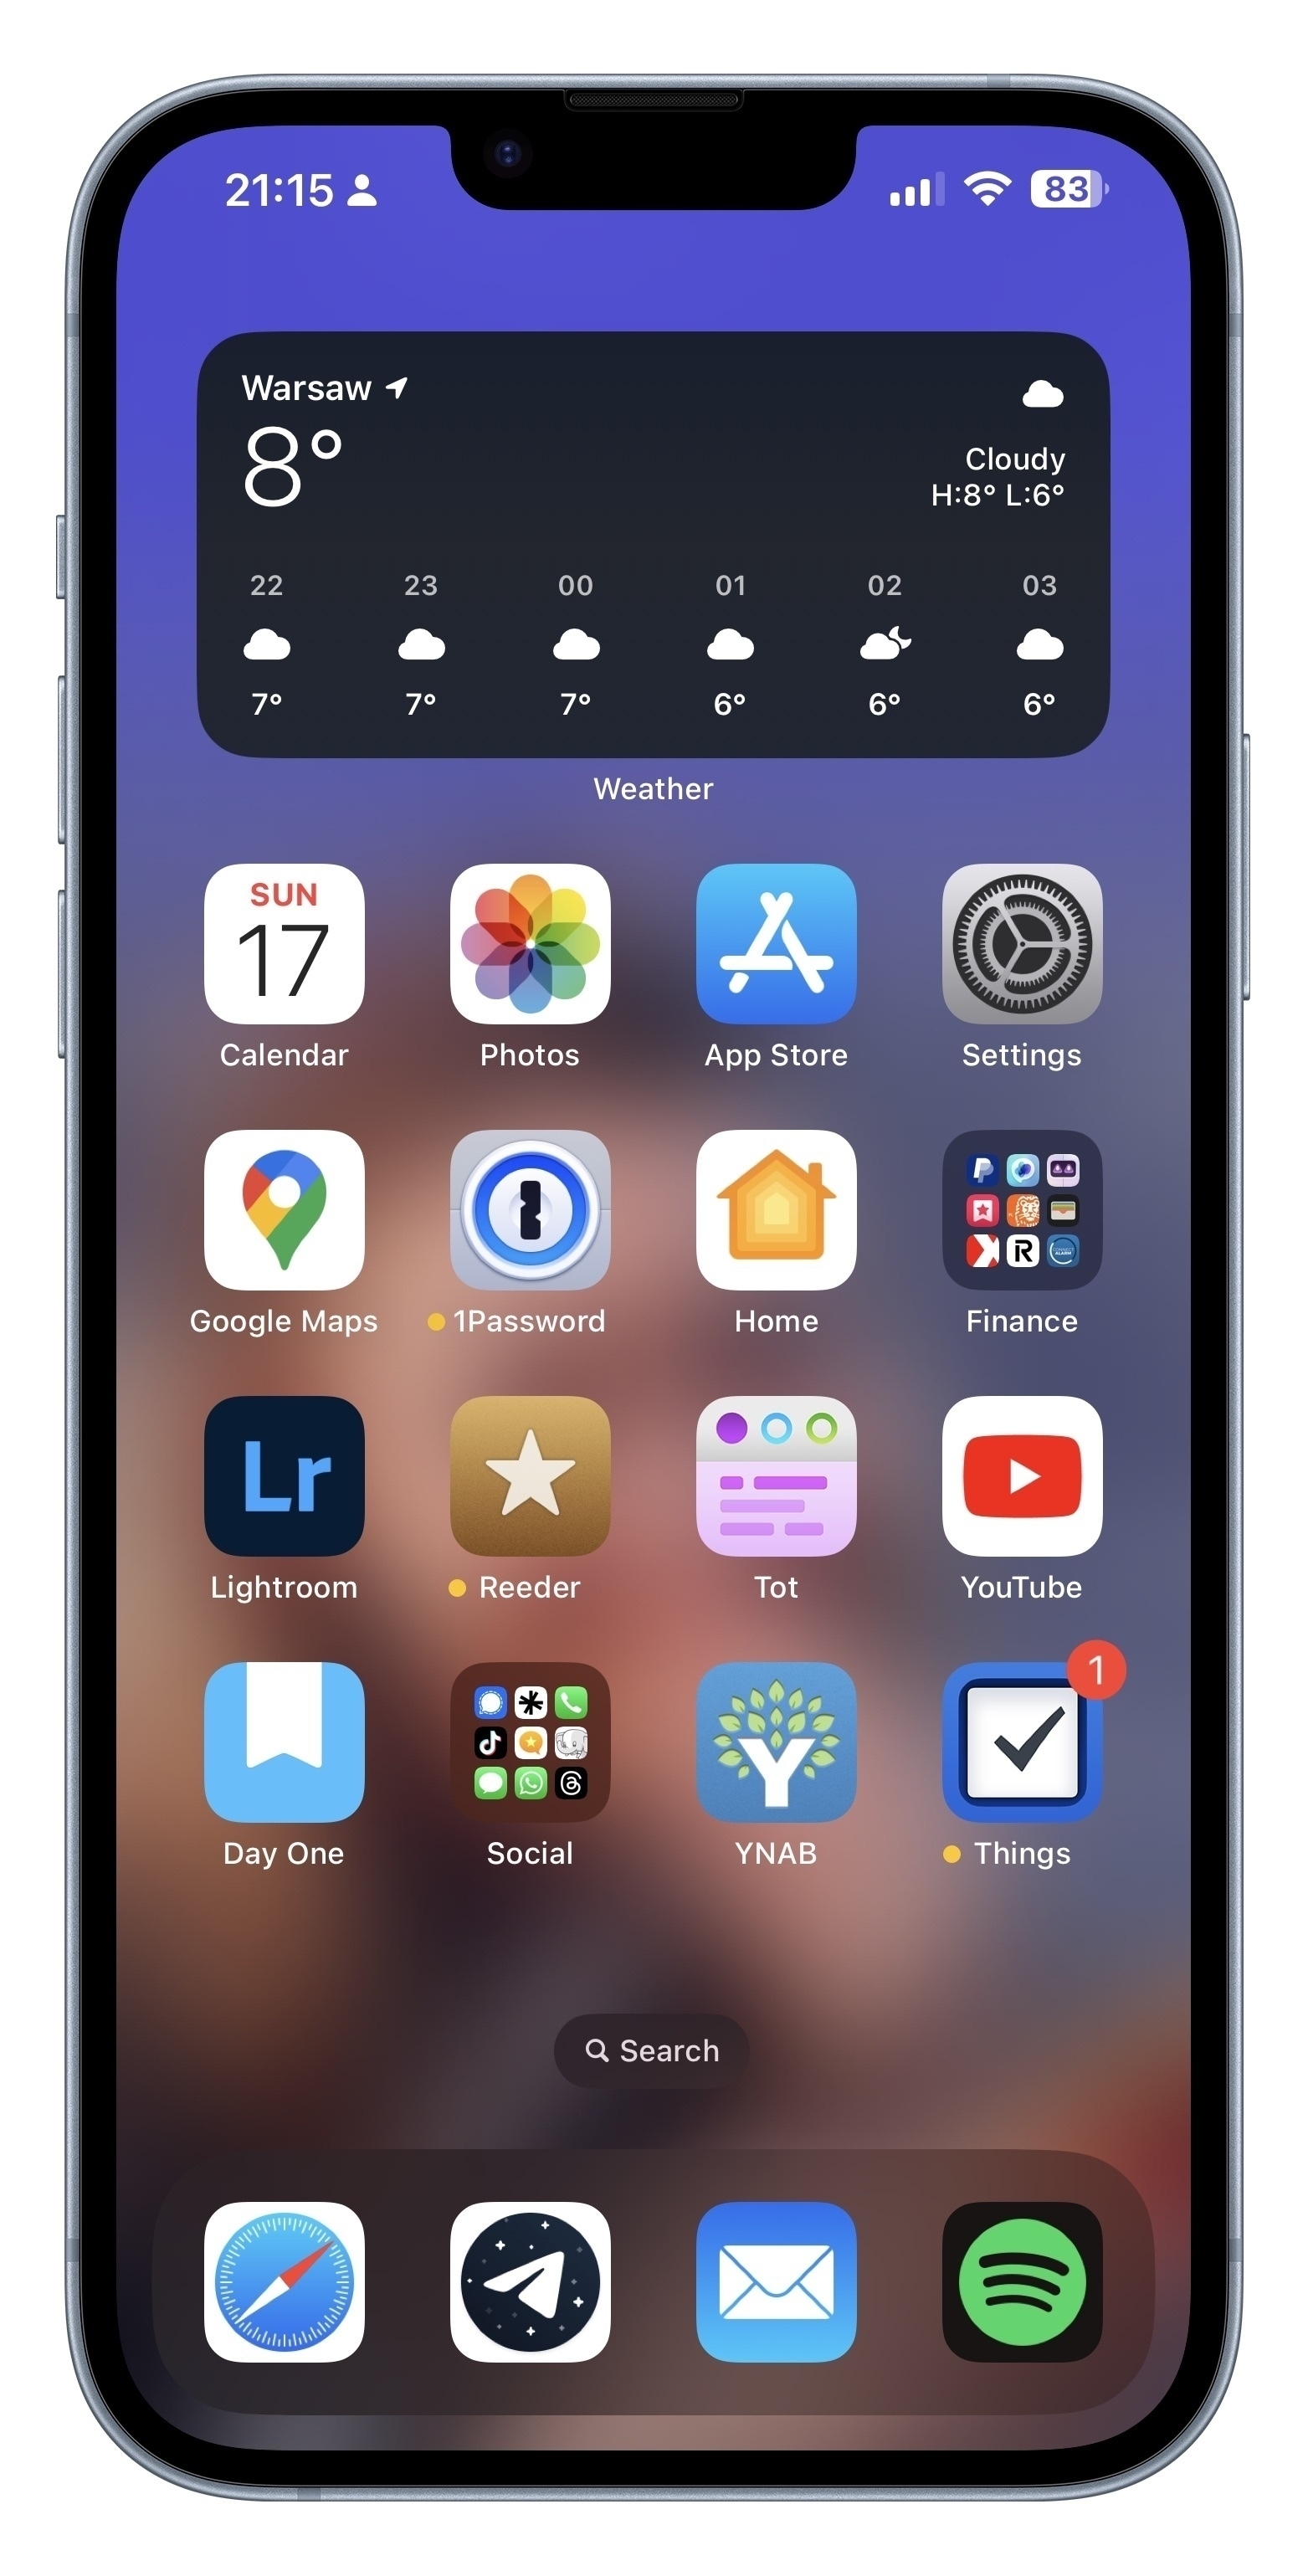 21:15
83
Warsaw
8°
Cloudy
H:8° L:6°
22 23 00 01 02 03
7° 7° 7° 6° 6° 6°
Weather
SUN
17
Calendar Photos App Store Settings
Google Maps 1Password Home Finance
Lr
Lightroom Reeder Tot YouTube
1
Day One Social YNAB Things
Search